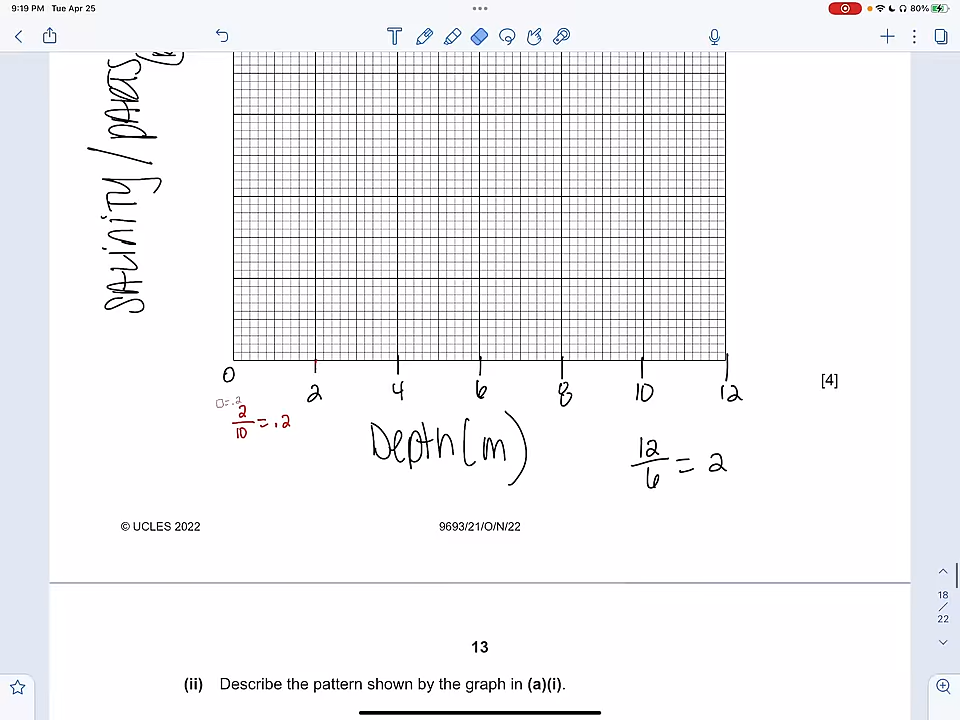 9:19 PM Tue Apr 25
80%
SALINITY / PARTS
0 2 4 6 8 10 12
[4]
□=.2
2/10 = .2
Depth (m)
12/6 = 2
© UCLES 2022
9693/21/O/N/22
18
/
22
13
(ii) Describe the pattern shown by the graph in (a)(i).